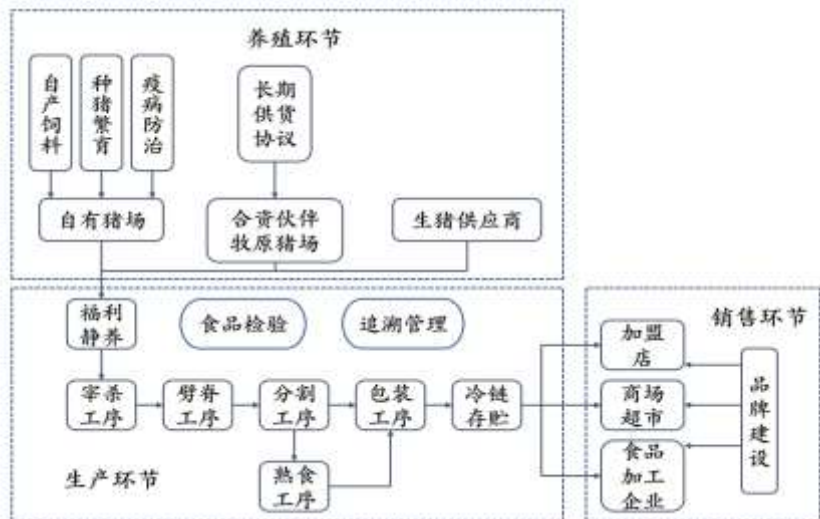 养殖环节
自产饲料
种猪繁育
疫病防治
长期
供货
协议
自有猪场
合资伙伴
牧原猪场
生猪供应商
福利
静养
食品检验
追溯管理
销售环节
加盟
店
宰杀
工序
劈脊
工序
分割
工序
包装
工序
冷链
存贮
商场
超市
品牌建设
生产环节
熟食
工序
食品
加工
企业